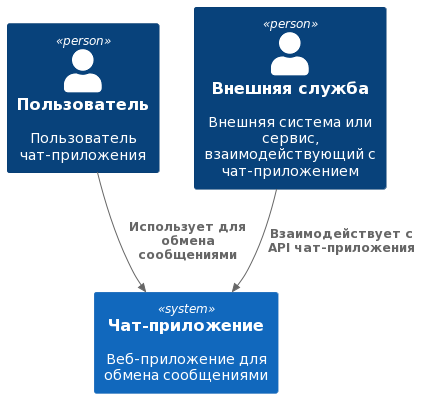 «person»
Пользователь
Пользователь
чат-приложения
«person»
Внешняя служба
Внешняя система или
сервис,
взаимодействующий с
чат-приложением
Использует для
обмена
сообщениями
Взаимодействует с
API чат-приложения
«system»
Чат-приложение
Веб-приложение для
обмена сообщениями